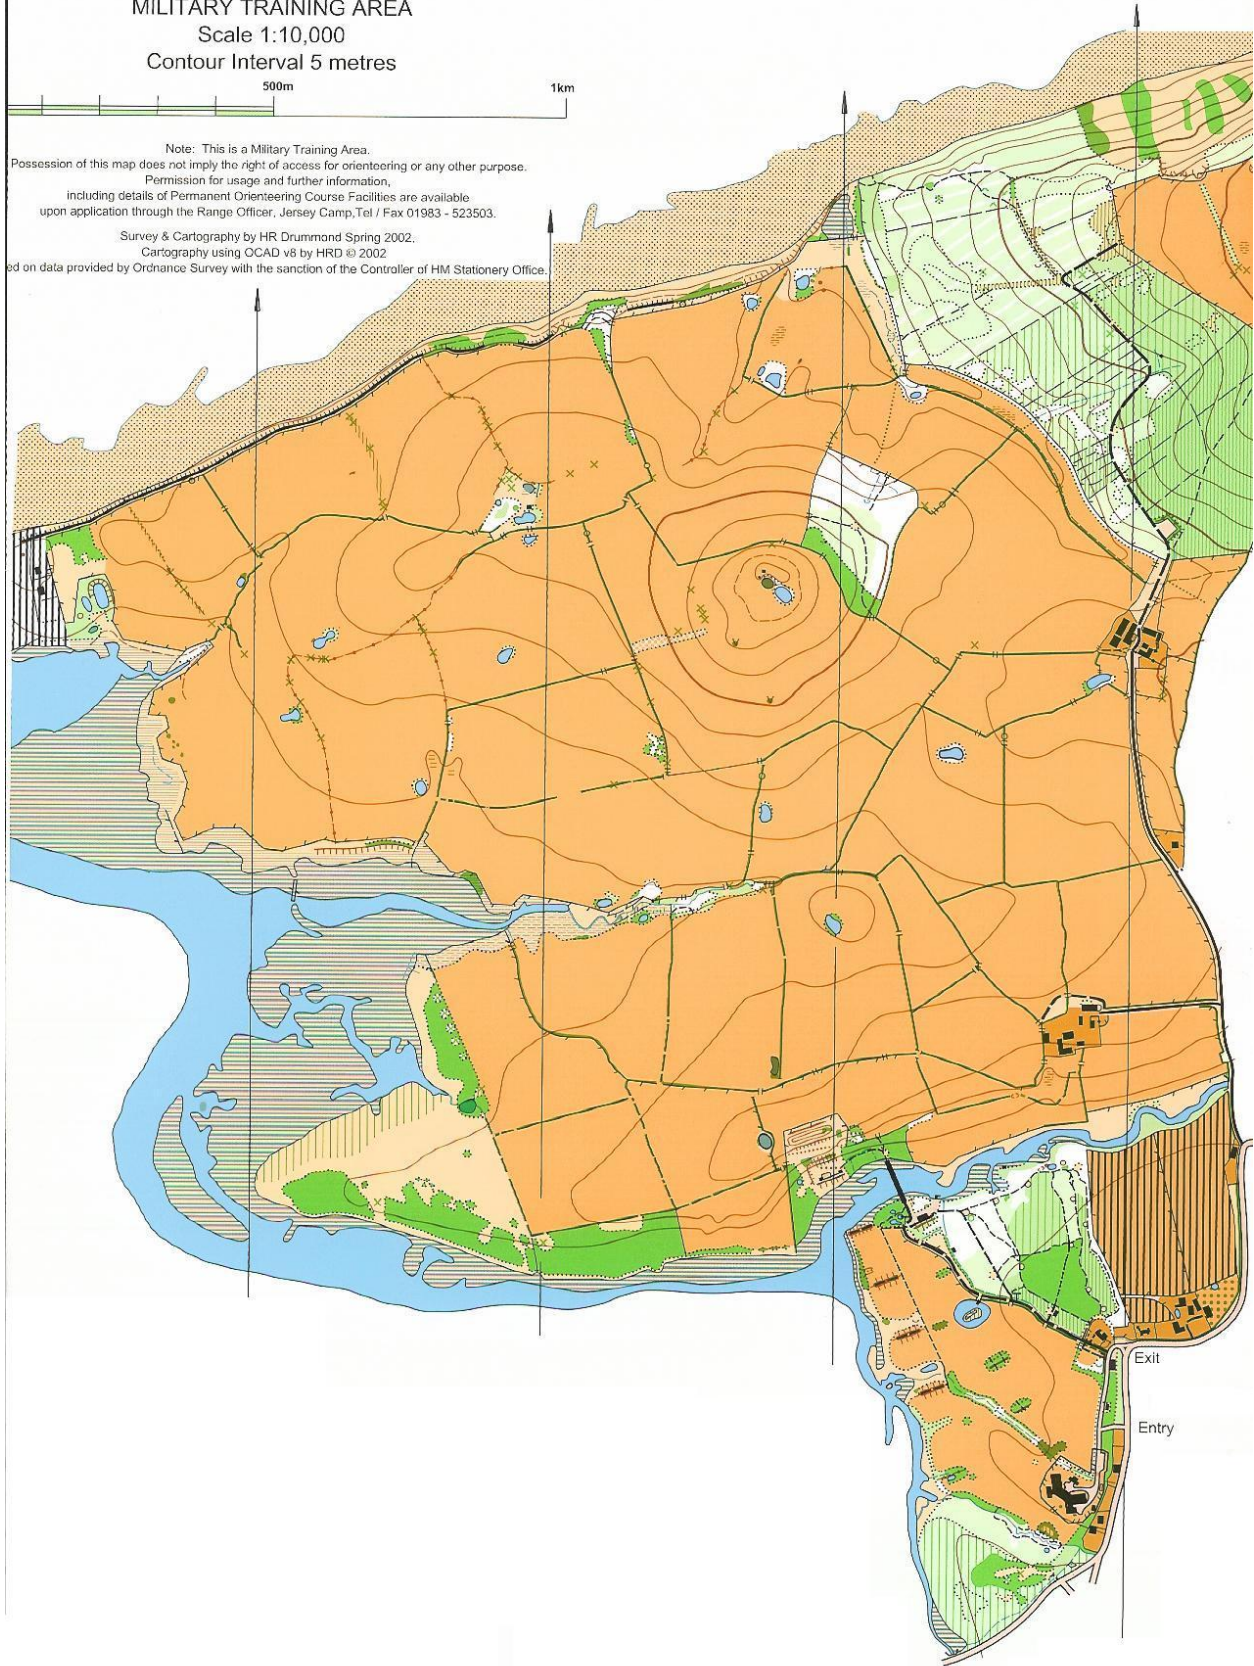 MILITARY TRAINING AREA
Scale 1:10,000
Contour Interval 5 metres
500m
1km
Note: This is a Military Training Area.
Possession of this map does not imply the right of access for orienteering or any other purpose.
Permission for usage and further information,
including details of Permanent Orienteering Course Facilities are available
upon application through the Range Officer, Jersey Camp,Tel / Fax 01983 - 523503.
Survey & Cartography by HR Drummond Spring 2002.
Cartography using OCAD v8 by HRD © 2002
ed on data provided by Ordnance Survey with the sanction of the Controller of HM Stationery Office.
Exit
Entry